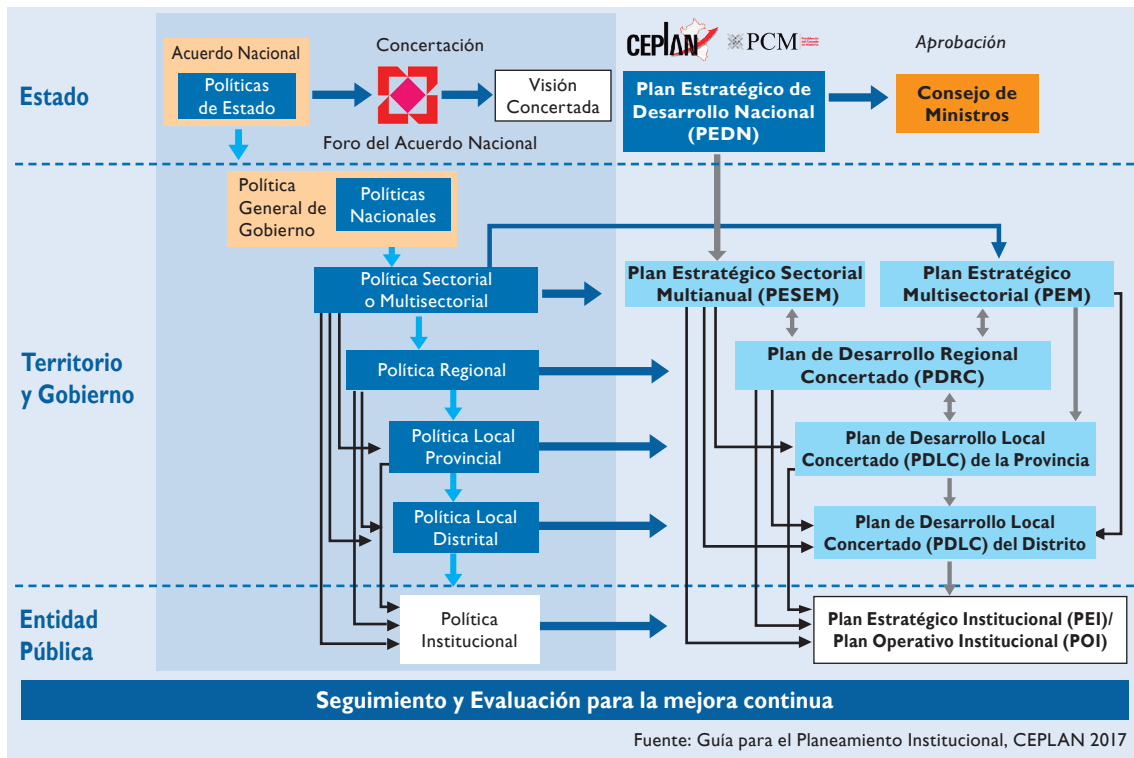 Estado
Acuerdo Nacional
Políticas
de Estado
Concertación
Foro del Acuerdo Nacional
Visión
Concertada
CEPLAN
PCM
Plan Estratégico de
Desarrollo Nacional
(PEDN)
Aprobación
Consejo de
Ministros
Territorio
y Gobierno
Política
General de
Gobierno
Políticas
Nacionales
Política Sectorial
o Multisectorial
Plan Estratégico Sectorial
Multianual (PESEM)
Plan Estratégico
Multisectorial (PEM)
Política Regional
Plan de Desarrollo Regional
Concertado (PDRC)
Política Local
Provincial
Plan de Desarrollo Local
Concertado (PDLC) de la Provincia
Política Local
Distrital
Plan de Desarrollo Local
Concertado (PDLC) del Distrito
Entidad
Pública
Política
Institucional
Plan Estratégico Institucional (PEI)/
Plan Operativo Institucional (POI)
Seguimiento y Evaluación para la mejora continua
Fuente: Guía para el Planeamiento Institucional, CEPLAN 2017